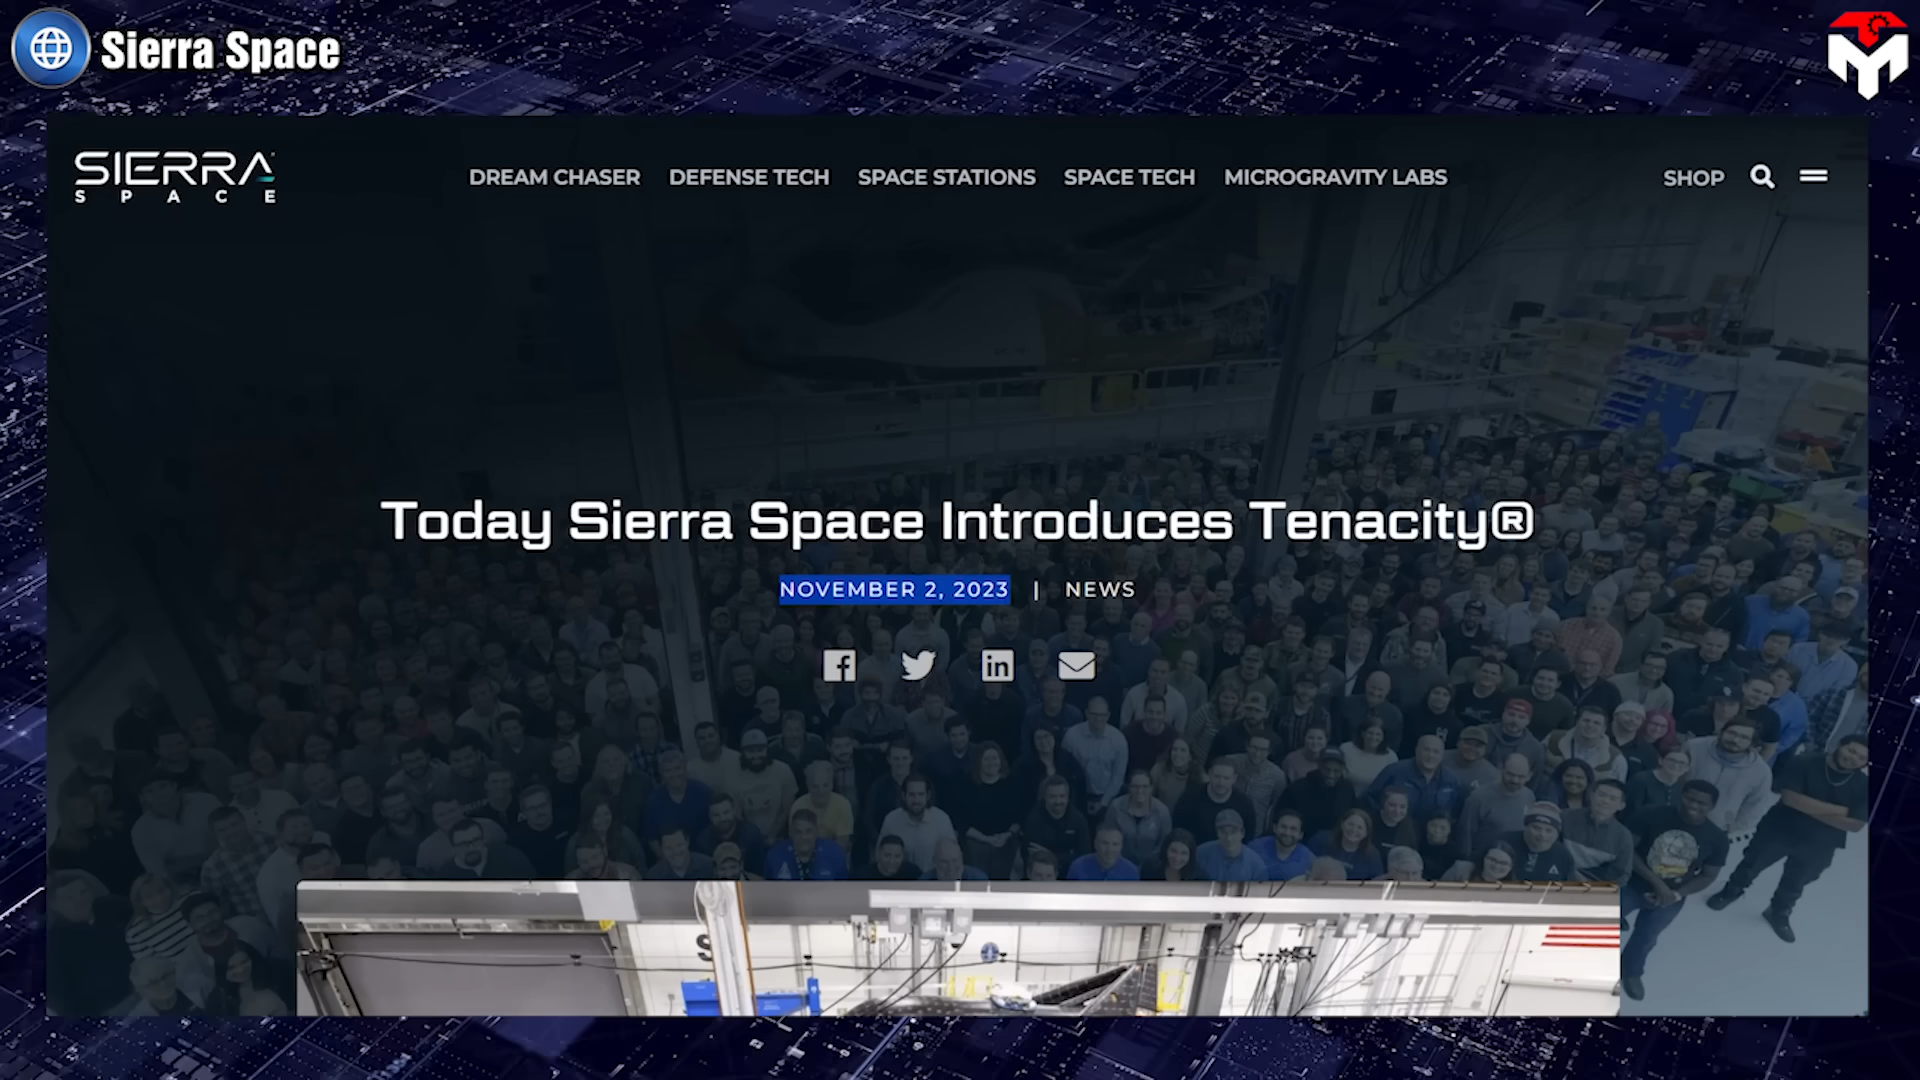 Sierra Space
SIERRA
SPACE
DREAM CHASER
DEFENSE TECH
SPACE STATIONS
SPACE TECH
MICROGRAVITY LABS
SHOP
Today Sierra Space Introduces Tenacity®
NOVEMBER 2, 2023 | NEWS